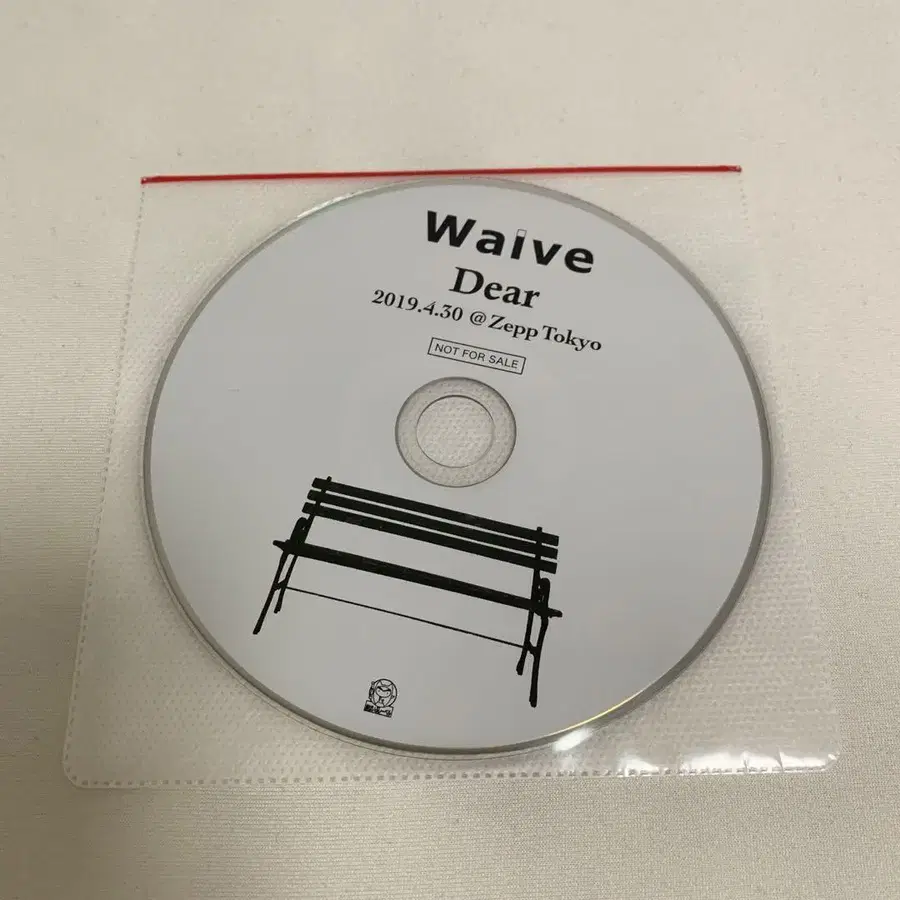 Waive
Dear
2019.4.30 @ Zepp Tokyo
NOT FOR SALE